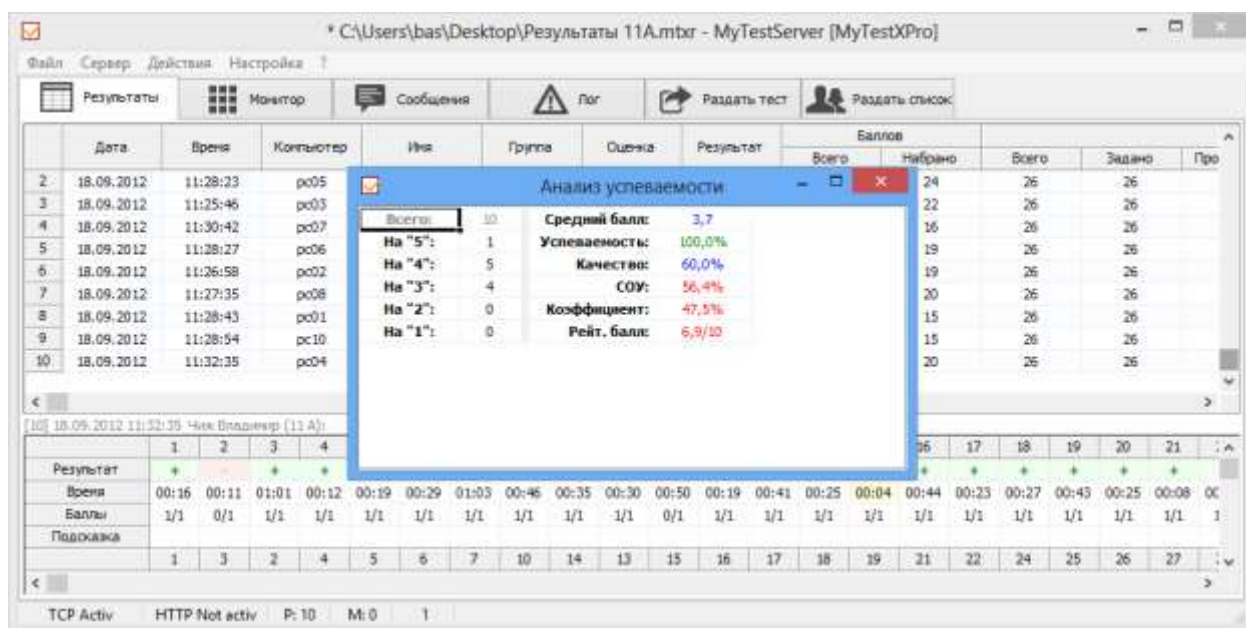 * C:\Users\bas\Desktop\Результаты 11A.mtxr - MyTestServer [MyTestXPro]
Файл Сервер Действия Настройка ?
Результаты Монитор Сообщения Лог Раздать тест Раздать список
Баллов
Дата Время Компьютер Имя Группа Оценка Результат Всего Набрано Всего Задано Про
2 18.09.2012 11:28:23 pc05 24 26 26
3 18.09.2012 11:25:46 pc03 22 26 26
4 18.09.2012 11:30:42 pc07 16 26 26
5 18.09.2012 11:28:27 pc06 19 26 26
6 18.09.2012 11:26:58 pc02 19 26 26
7 18.09.2012 11:27:35 pc08 20 26 26
8 18.09.2012 11:28:43 pc01 15 26 26
9 18.09.2012 11:28:54 pc10 15 26 26
10 18.09.2012 11:32:35 pc04 20 26 26
Анализ успеваемости
Всего: 10 Средний балл: 3,7
На "5": 1 Успеваемость: 100,0%
На "4": 5 Качество: 60,0%
На "3": 4 СОУ: 56,4%
На "2": 0 Коэффициент: 47,5%
На "1": 0 Рейт. балл: 6,9/10
[10] 18.09.2012 11:32:35 Чиж Владимир (11 А):
1 2 3 4 16 17 18 19 20 21
Результат + - + + + + + + + +
Время 00:16 00:11 01:01 00:12 00:19 00:29 01:03 00:46 00:35 00:30 00:50 00:19 00:41 00:25 00:04 00:44 00:23 00:27 00:43 00:25 00:08
Баллы 1/1 0/1 1/1 1/1 1/1 1/1 1/1 1/1 1/1 1/1 0/1 1/1 1/1 1/1 1/1 1/1 1/1 1/1 1/1 1/1 1/1
Подсказка
1 3 2 4 5 6 7 10 14 13 15 16 17 18 19 21 22 24 25 26 27
TCP Activ HTTP Not activ P: 10 M: 0 1